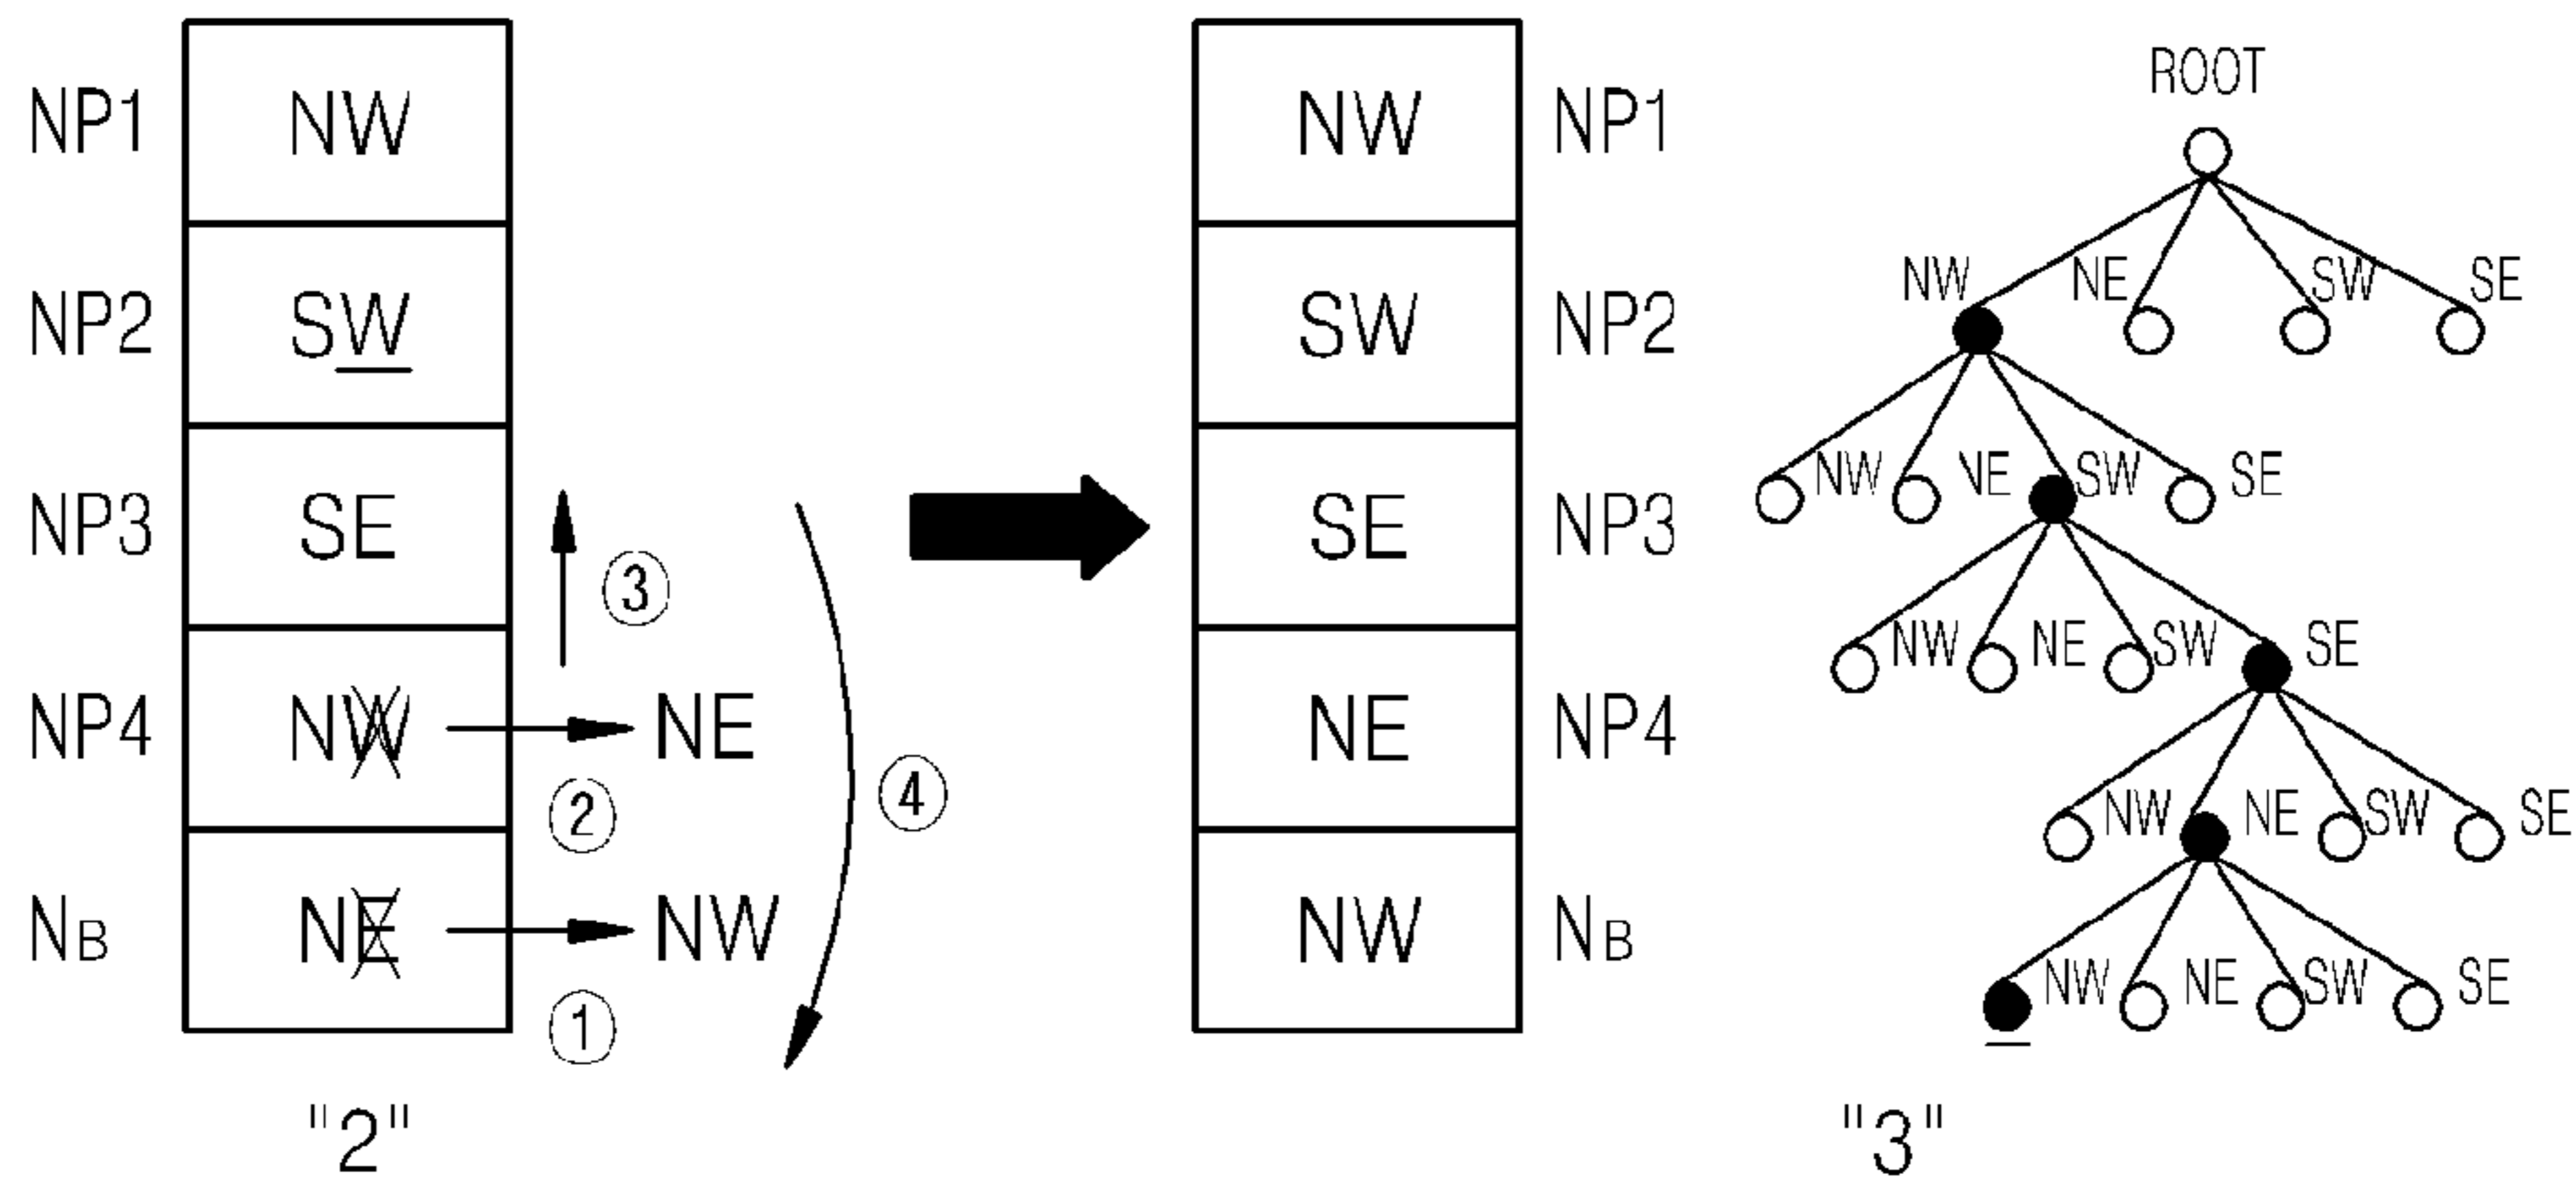 NP1 NW NW NP1
ROOT
NP2 SW SW NP2
NW NE SW SE
NP3 SE SE NP3
NW NE SW SE
③
NW NE SW SE
NP4 NW NE NE NP4
② ④
NW NE SW SE
NB NE NW NW NB
①
NW NE SW SE
"2" "3"